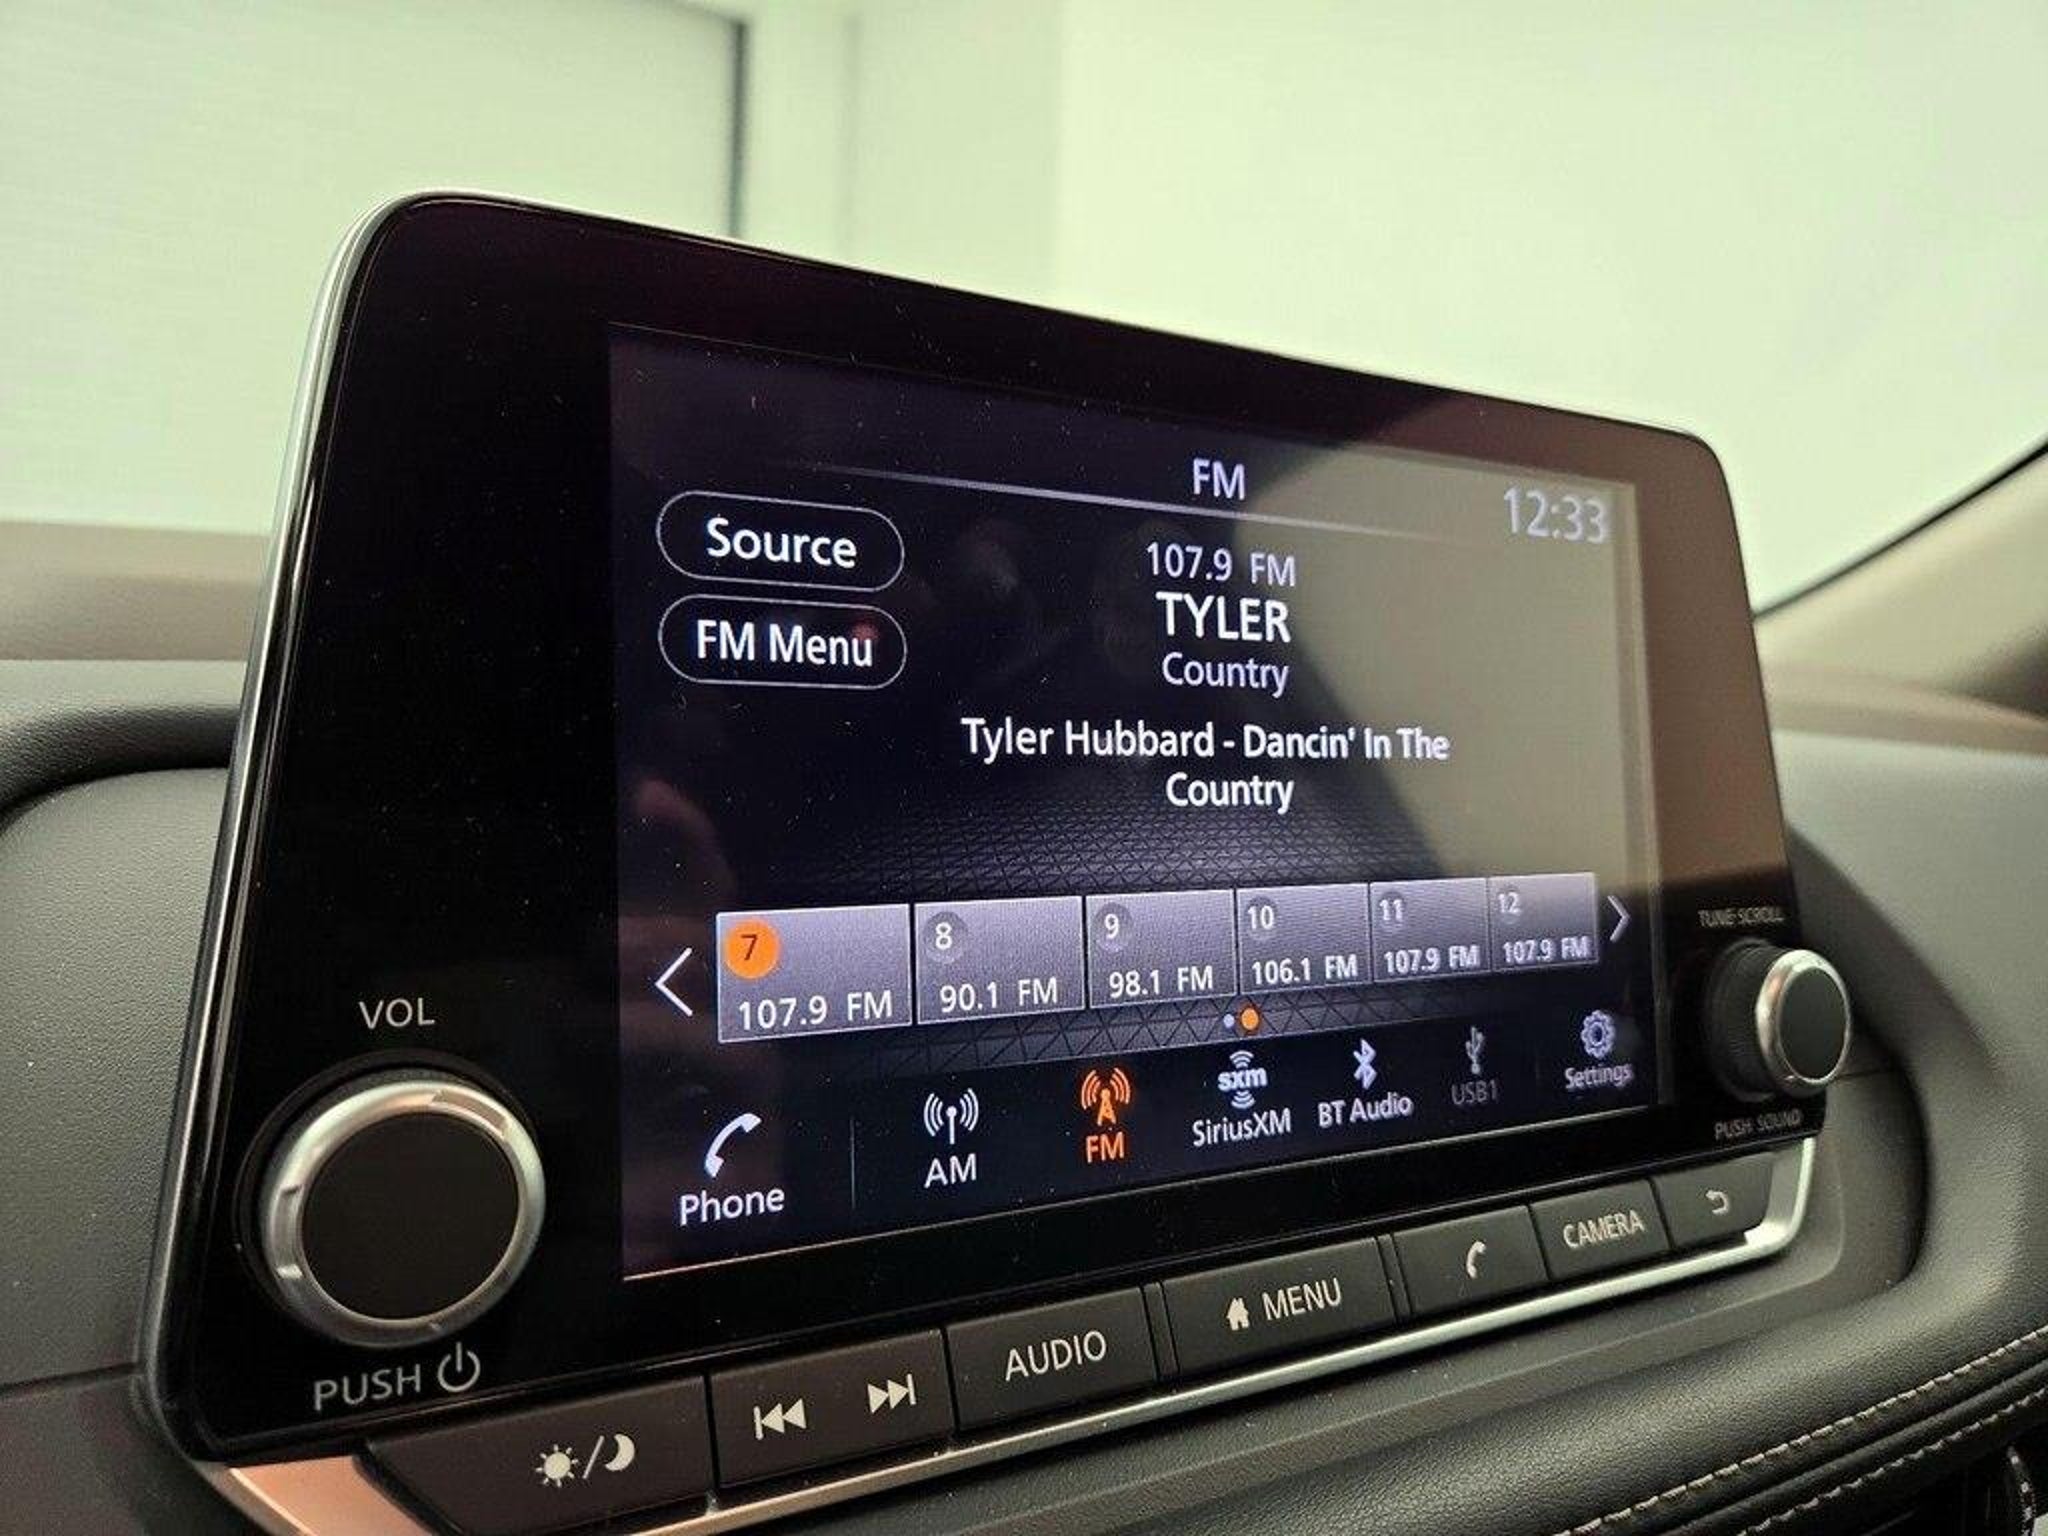 FM
12:33
Source
107.9 FM
TYLER
FM Menu
Country
Tyler Hubbard - Dancin' In The
Country
7
107.9 FM
8
90.1 FM
9
98.1 FM
10
106.1 FM
11
107.9 FM
12
107.9 FM
Phone
AM
FM
sxm
SiriusXM
BT Audio
USB1
Settings
VOL
PUSH
TUNE·SCROLL
PUSH SOUND
AUDIO
MENU
CAMERA